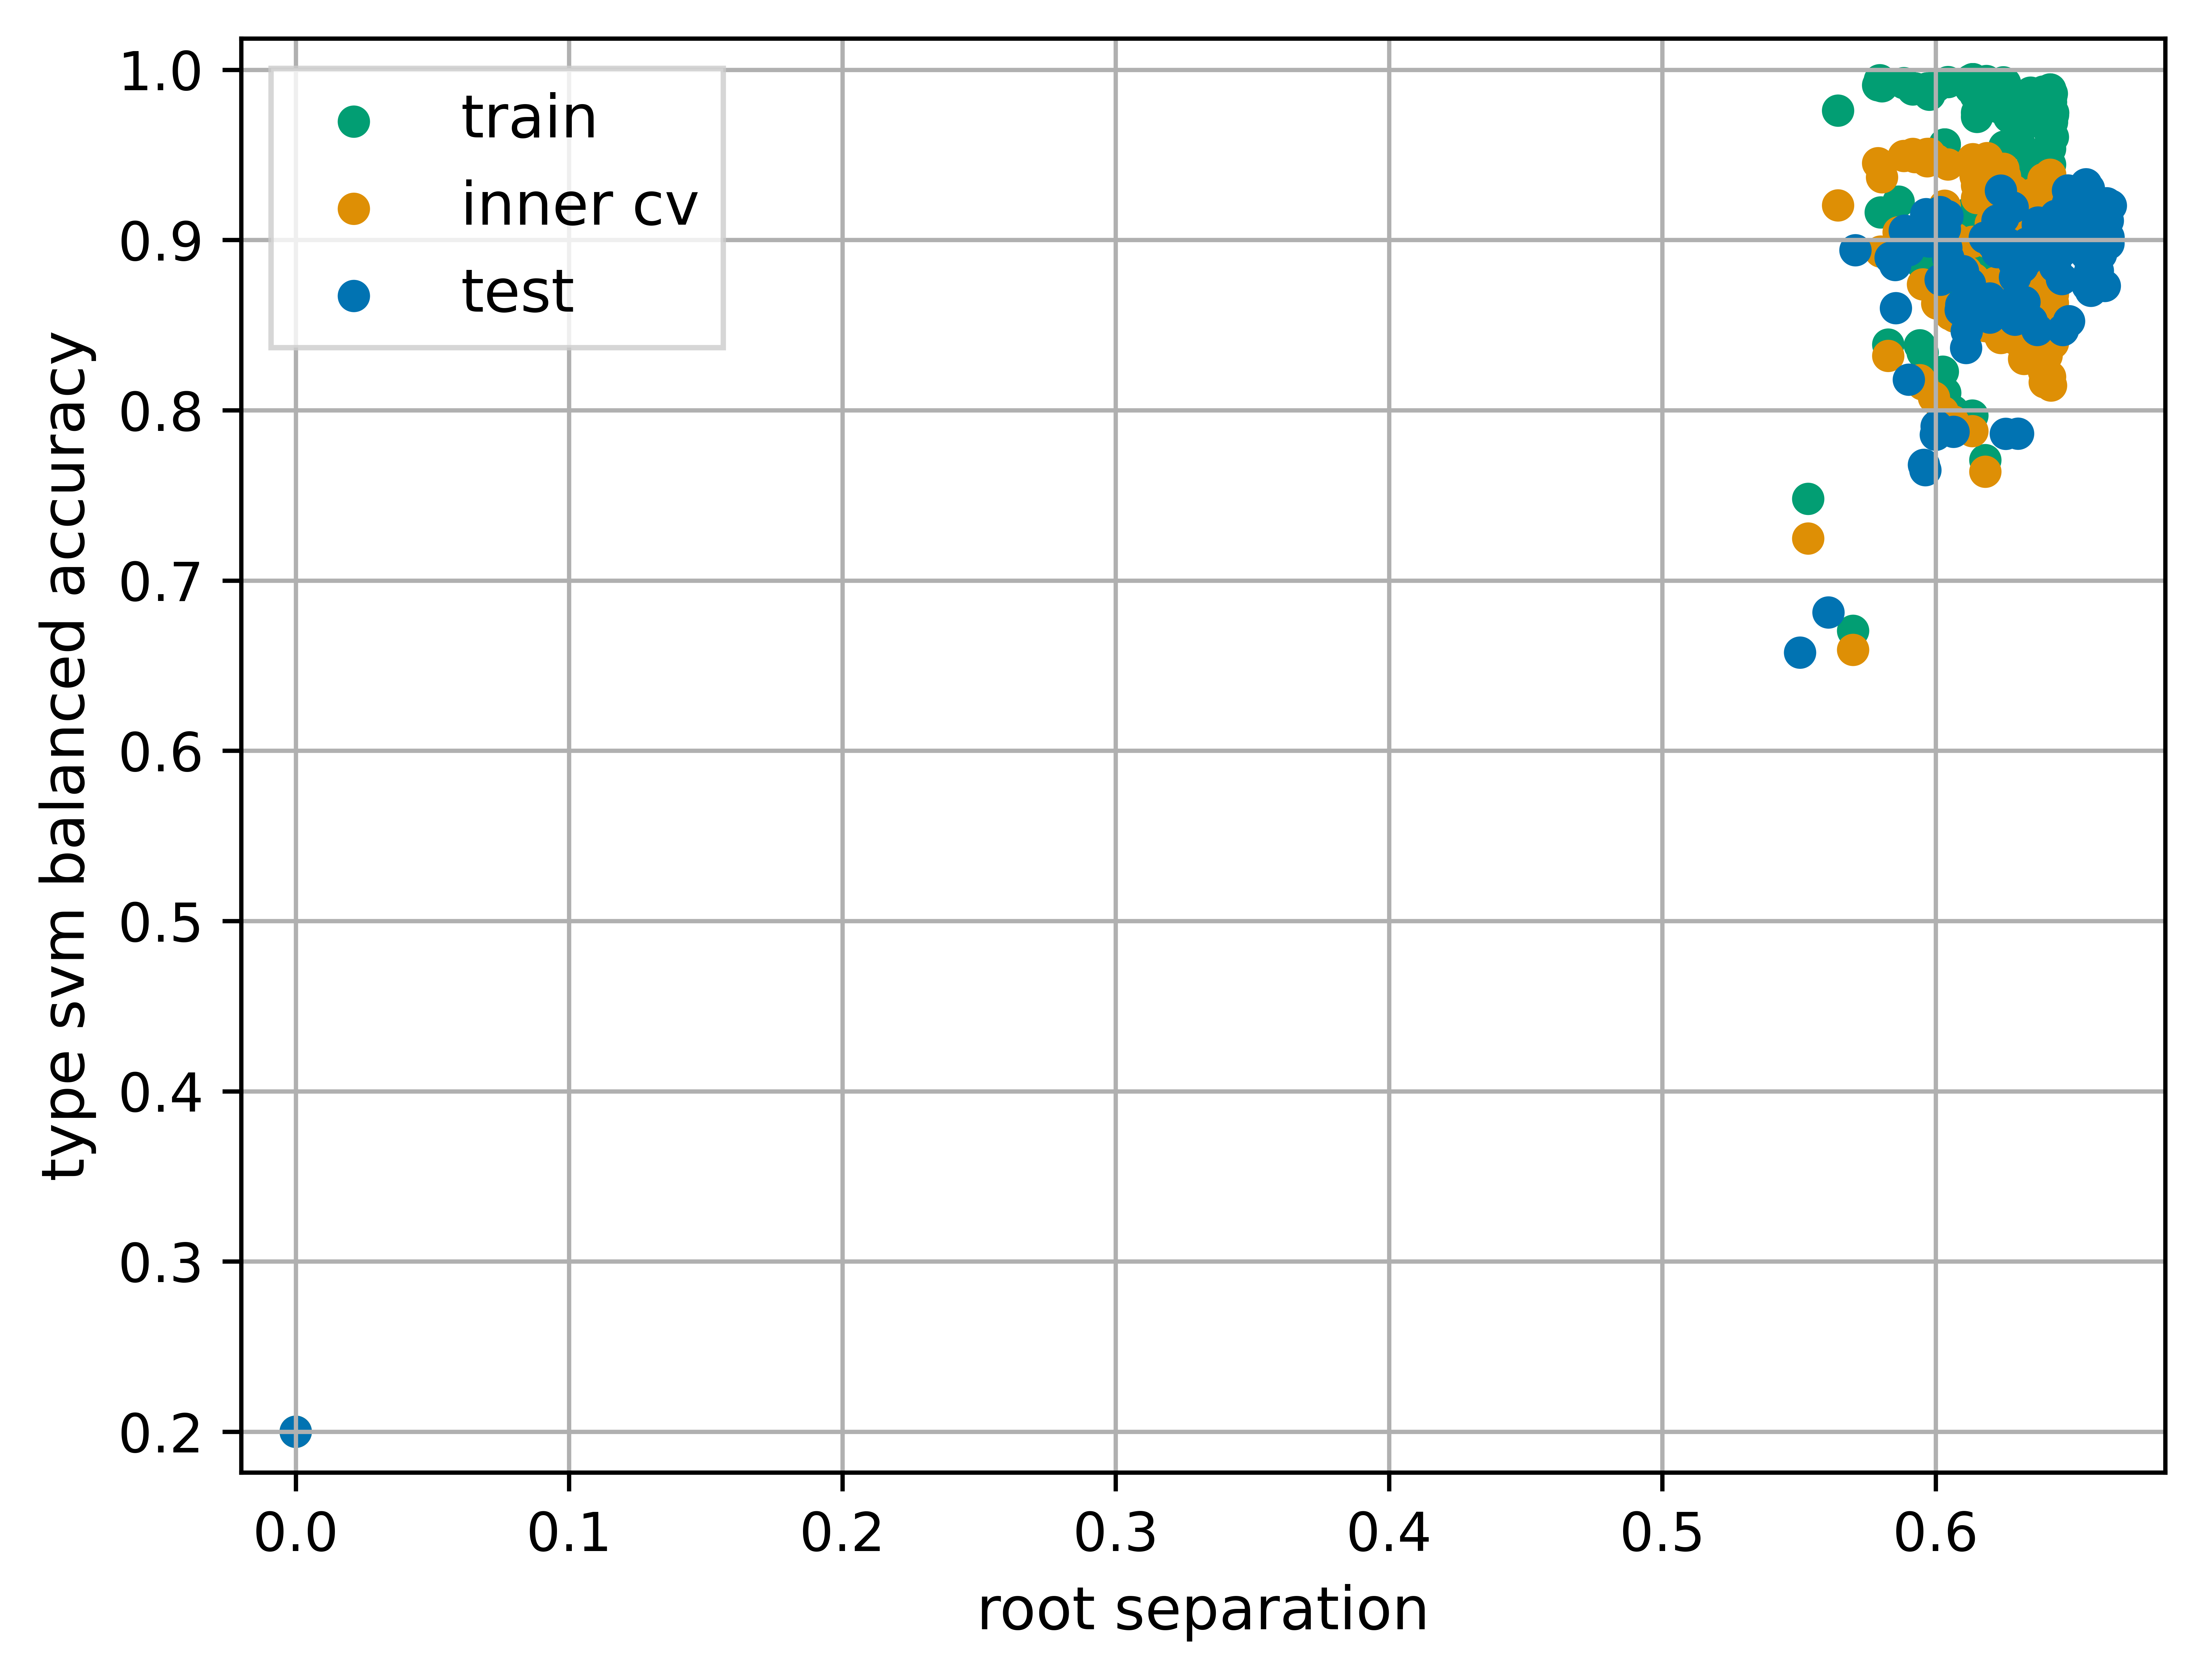 1.0
0.9
0.8
0.7
0.6
0.5
0.4
0.3
0.2
type svm balanced accuracy
train
inner cv
test
0.0 0.1 0.2 0.3 0.4 0.5 0.6
root separation